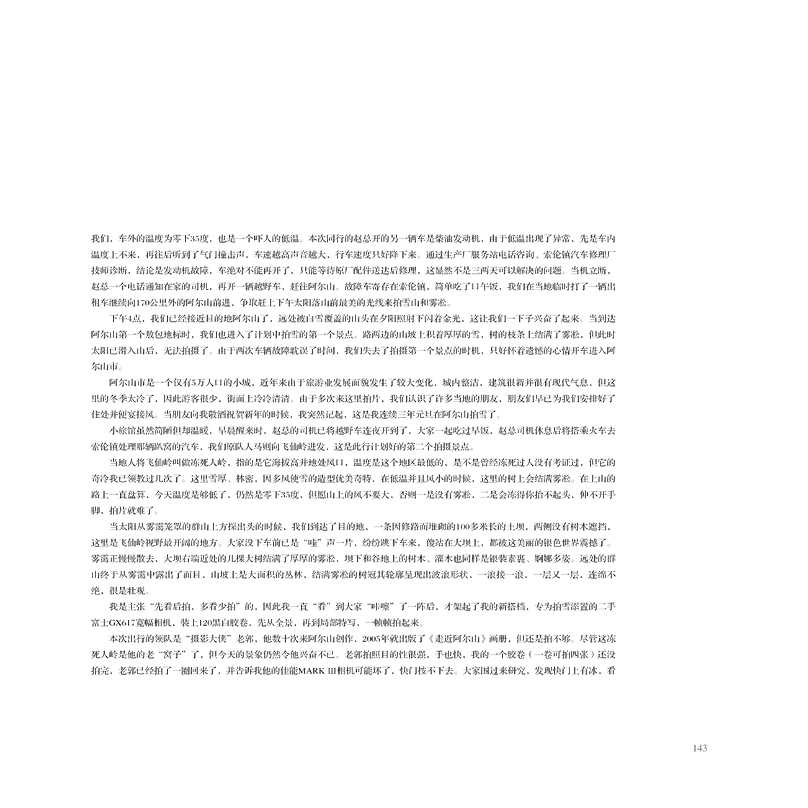 我们，车外的温度为零下35度，也是一个吓人的低温。本次同行的赵总开的另一辆车是柴油发动机，由于低温出现了异常，先是车内
温度上不来，再往后听到了气门撞击声，车速越高声音越大，行车速度只好降下来。通过生产厂服务站电话咨询、索伦镇汽车修理厂
技师诊断，结论是发动机故障，车绝对不能再开了，只能等待原厂配件送达后修理，这显然不是三两天可以解决的问题。当机立断，
赵总一个电话通知在家的司机，再开一辆越野车，赶往阿尔山。故障车寄存在索伦镇，简单吃了口午饭，我们在当地临时打了一辆出
租车继续向170公里外的阿尔山前进，争取赶上下午太阳落山前最美的光线来拍雪山和雾凇。
下午4点，我们已经接近目的地阿尔山了，远处被白雪覆盖的山头在夕阳照射下闪着金光，这让我们一下子兴奋了起来。当到达
阿尔山第一个敖包地标时，我们也进入了计划中拍雪的第一个景点。路两边的山坡上积着厚厚的雪，树的枝条上结满了雾凇，但此时
太阳已滑入山后，无法拍摄了。由于两次车辆故障耽误了时间，我们失去了拍摄第一个景点的时机，只好怀着遗憾的心情开车进入阿
尔山市。
阿尔山市是一个仅有5万人口的小城，近年来由于旅游业发展面貌发生了较大变化，城内整洁，建筑很新并很有现代气息，但这
里的冬季太冷了，因此游客很少，街面上冷冷清清。由于多次来这里拍片，我们认识了许多当地的朋友，朋友们早已为我们安排好了
住处并便宴接风。当朋友向我敬酒祝贺新年的时候，我突然记起，这是我连续三年元旦在阿尔山拍雪了。
小旅馆虽然简陋但却温暖，早晨醒来时，赵总的司机已将越野车连夜开到了，大家一起吃过早饭，赵总司机休息后将搭乘火车去
索伦镇处理那辆趴窝的汽车，我们原队人马则向飞仙岭进发，这是此行计划好的第二个拍摄景点。
当地人将飞仙岭叫做冻死人岭，指的是它海拔高并地处风口，温度是这个地区最低的，是不是曾经冻死过人没有考证过，但它的
奇冷我已领教过几次了。这里雪厚、林密，因多风使雪的造型优美奇特，在低温并且风小的时候，这里的树上会结满雾凇。在上山的
路上一直盘算，今天温度是够低了，仍然是零下35度，但愿山上的风不要大，否则一是没有雾凇，二是会冻得你抬不起头，伸不开手
脚，拍片就难了。
当太阳从雾霭笼罩的群山上方探出头的时候，我们到达了目的地，一条因修路而堆砌的100多米长的土坝，两侧没有树木遮挡，
这里是飞仙岭视野最开阔的地方。大家没下车前已是“哇”声一片，纷纷跳下车来，傻站在大坝上，都被这美丽的银色世界震撼了。
雾霭正慢慢散去，大坝右端近处的几棵大树结满了厚厚的雾凇，坝下和谷地上的树木、灌木也同样是银装素裹、婀娜多姿。远处的群
山终于从雾霭中露出了面目，山坡上是大面积的丛林，结满雾凇的树冠其轮廓呈现出波浪形状，一浪接一浪，一层又一层，连绵不
绝，很是壮观。
我是主张“先看后拍，多看少拍”的，因此我一直“看”到大家“咔嚓”了一阵后，才架起了我的新搭档，专为拍雪添置的二手
富士GX617宽幅相机，装上120黑白胶卷，先从全景，再到局部特写，一帧帧拍起来。
本次出行的领队是“摄影大侠”老郭，他数十次来阿尔山创作，2005年就出版了《走近阿尔山》画册，但还是拍不够。尽管这冻
死人岭是他的老“窝子”了，但今天的景象仍然令他兴奋不已。老郭拍照目的性很强，手也快，我的一个胶卷（一卷可拍四张）还没
拍完，老郭已经拍了一圈回来了，并告诉我他的佳能MARK III相机可能坏了，快门按不下去。大家围过来研究，发现快门上有冰，看
143